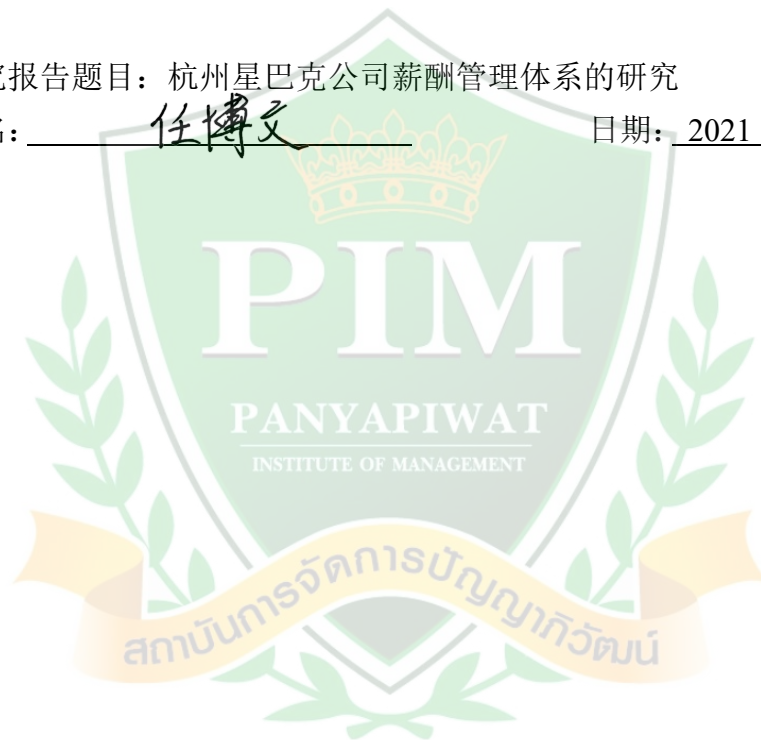 究报告题目：杭州星巴克公司薪酬管理体系的研究
名：任博文 日期：2021
PIM
PANYAPIWAT
INSTITUTE OF MANAGEMENT
สถาบันการจัดการปัญญาภิวัฒน์